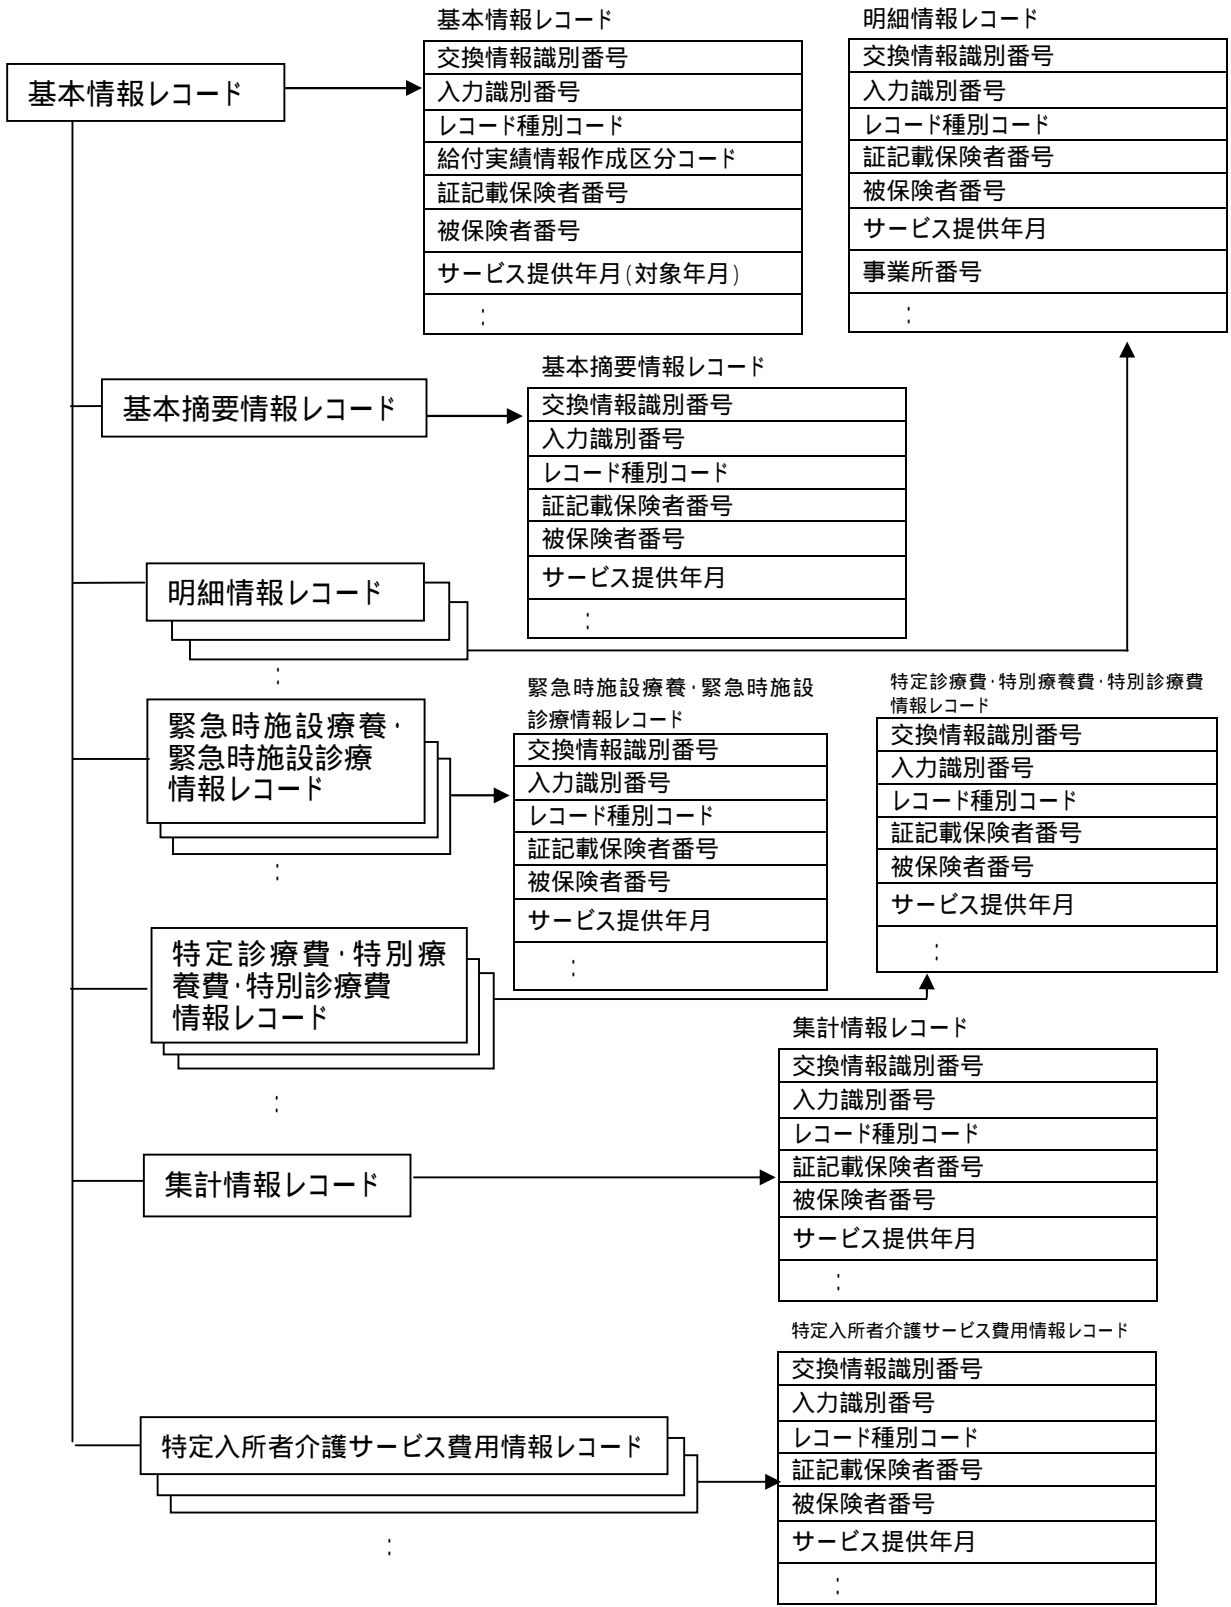 基本情報レコード
明細情報レコード
基本情報レコード
交換情報識別番号
入力識別番号
レコード種別コード
給付実績情報作成区分コード
証記載保険者番号
被保険者番号
サービス提供年月(対象年月)
:
交換情報識別番号
入力識別番号
レコード種別コード
証記載保険者番号
被保険者番号
サービス提供年月
事業所番号
:
基本摘要情報レコード
基本摘要情報レコード
交換情報識別番号
入力識別番号
レコード種別コード
証記載保険者番号
被保険者番号
サービス提供年月
:
明細情報レコード
:
緊急時施設療養・
緊急時施設診療
情報レコード
:
緊急時施設療養・緊急時施設
診療情報レコード
交換情報識別番号
入力識別番号
レコード種別コード
証記載保険者番号
被保険者番号
サービス提供年月
:
特定診療費・特別療養費・特別診療費
情報レコード
交換情報識別番号
入力識別番号
レコード種別コード
証記載保険者番号
被保険者番号
サービス提供年月
:
特定診療費・特別療
養費・特別診療費
情報レコード
:
集計情報レコード
集計情報レコード
交換情報識別番号
入力識別番号
レコード種別コード
証記載保険者番号
被保険者番号
サービス提供年月
:
特定入所者介護サービス費用情報レコード
:
特定入所者介護サービス費用情報レコード
交換情報識別番号
入力識別番号
レコード種別コード
証記載保険者番号
被保険者番号
サービス提供年月
: